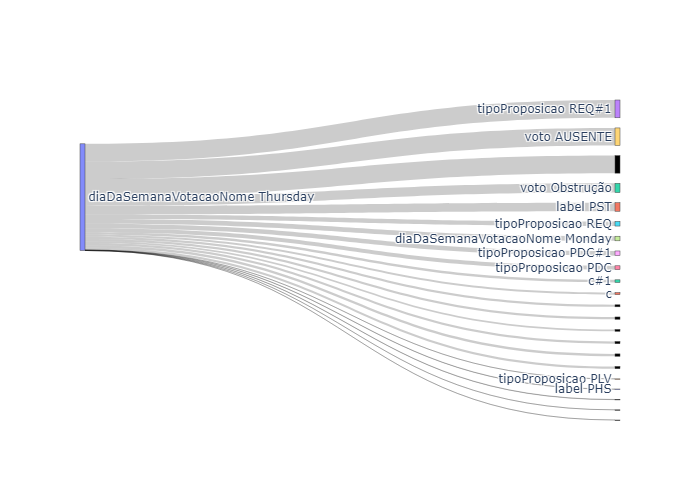 tipoProposicao REQ#1
voto AUSENTE
diaDaSemanaVotacaoNome Thursday
voto Obstrução
label PST
tipoProposicao REQ
diaDaSemanaVotacaoNome Monday
tipoProposicao PDC#1
tipoProposicao PDC
c#1
c
tipoProposicao PLV
label PHS